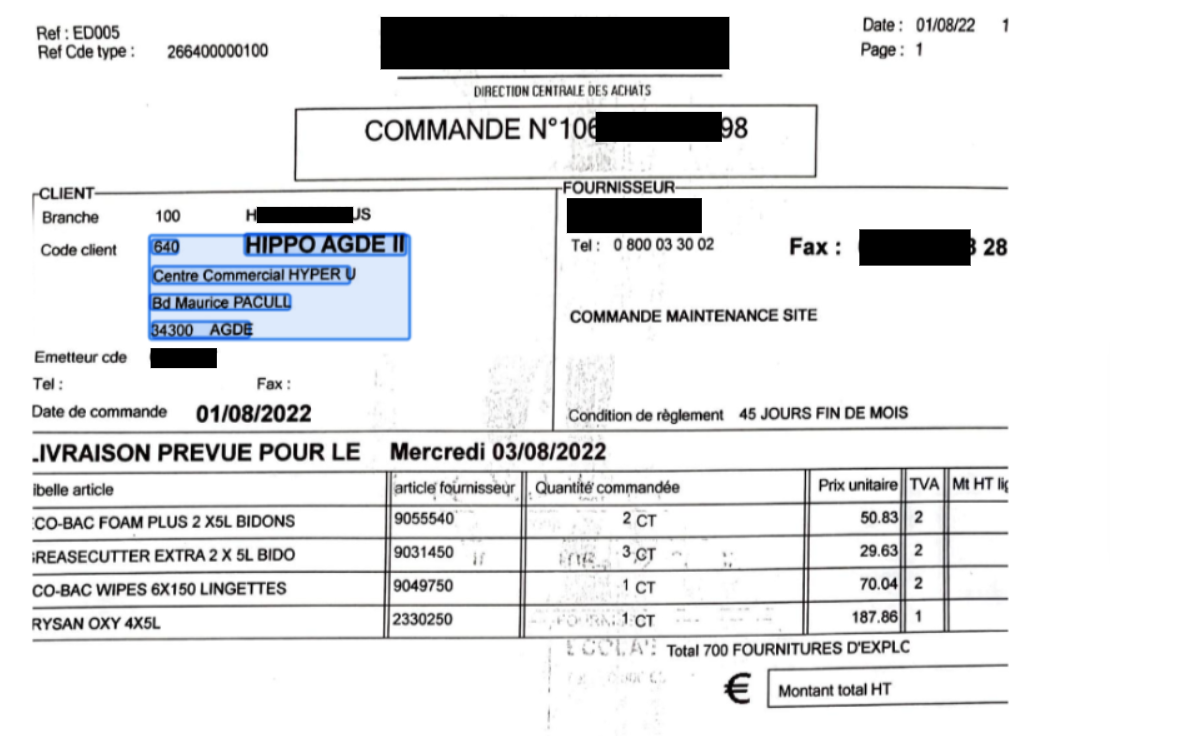 Ref : ED005
Ref Cde type : 266400000100
Date : 01/08/22 1
Page : 1
DIRECTION CENTRALE DES ACHATS
COMMANDE N°106 98
CLIENT
Branche 100 H US
Code client 640 HIPPO AGDE II
Centre Commercial HYPER U
Bd Maurice PACULL
34300 AGDE
Emetteur cde
Tel : Fax :
Date de commande 01/08/2022
FOURNISSEUR
Tel : 0 800 03 30 02 Fax : 28
COMMANDE MAINTENANCE SITE
Condition de règlement 45 JOURS FIN DE MOIS
LIVRAISON PREVUE POUR LE Mercredi 03/08/2022
ibelle article article fournisseur Quantité commandée Prix unitaire TVA Mt HT lig
CO-BAC FOAM PLUS 2 X5L BIDONS 9055540 2 CT 50.83 2
REASECUTTER EXTRA 2 X 5L BIDO 9031450 3 CT 29.63 2
CO-BAC WIPES 6X150 LINGETTES 9049750 1 CT 70.04 2
RYSAN OXY 4X5L 2330250 1 CT 187.86 1
Total 700 FOURNITURES D'EXPLC
€ Montant total HT